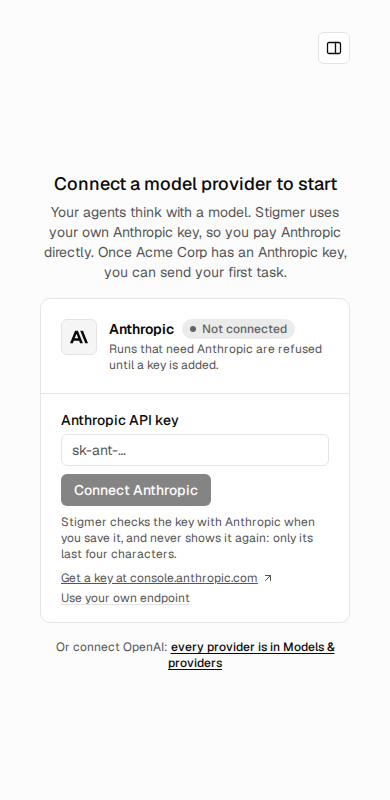 Connect a model provider to start
Your agents think with a model. Stigmer uses
your own Anthropic key, so you pay Anthropic
directly. Once Acme Corp has an Anthropic key,
you can send your first task.
Anthropic
Not connected
Runs that need Anthropic are refused
until a key is added.
Anthropic API key
sk-ant-...
Connect Anthropic
Stigmer checks the key with Anthropic when
you save it, and never shows it again: only its
last four characters.
Get a key at console.anthropic.com
Use your own endpoint
Or connect OpenAI: every provider is in Models &
providers